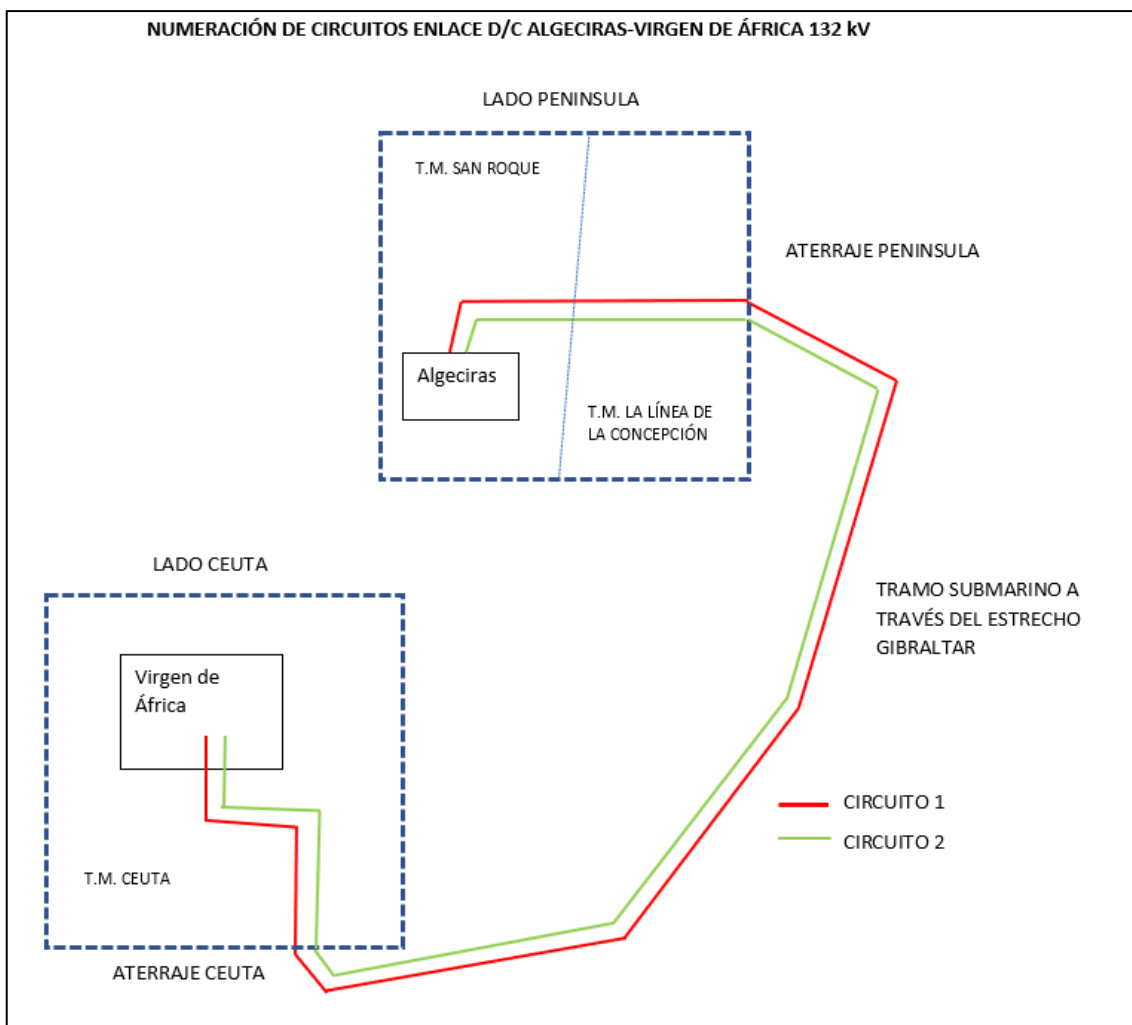 NUMERACIÓN DE CIRCUITOS ENLACE D/C ALGECIRAS-VIRGEN DE ÁFRICA 132 kV
LADO PENINSULA
T.M. SAN ROQUE
ATERRAJE PENINSULA
Algeciras
T.M. LA LÍNEA DE
LA CONCEPCIÓN
LADO CEUTA
TRAMO SUBMARINO A
TRAVÉS DEL ESTRECHO
GIBRALTAR
Virgen de
África
CIRCUITO 1
CIRCUITO 2
T.M. CEUTA
ATERRAJE CEUTA